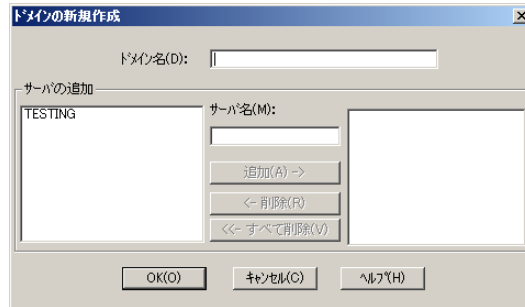 ﾄﾞﾒｲﾝの新規作成
ﾄﾞﾒｲﾝ名(D):
サーバの追加
TESTING
サーバ名(M):
追加(A) ->
<- 削除(R)
<<- すべて削除(V)
OK(O)
ｷｬﾝｾﾙ(C)
ﾍﾙﾌﾟ(H)